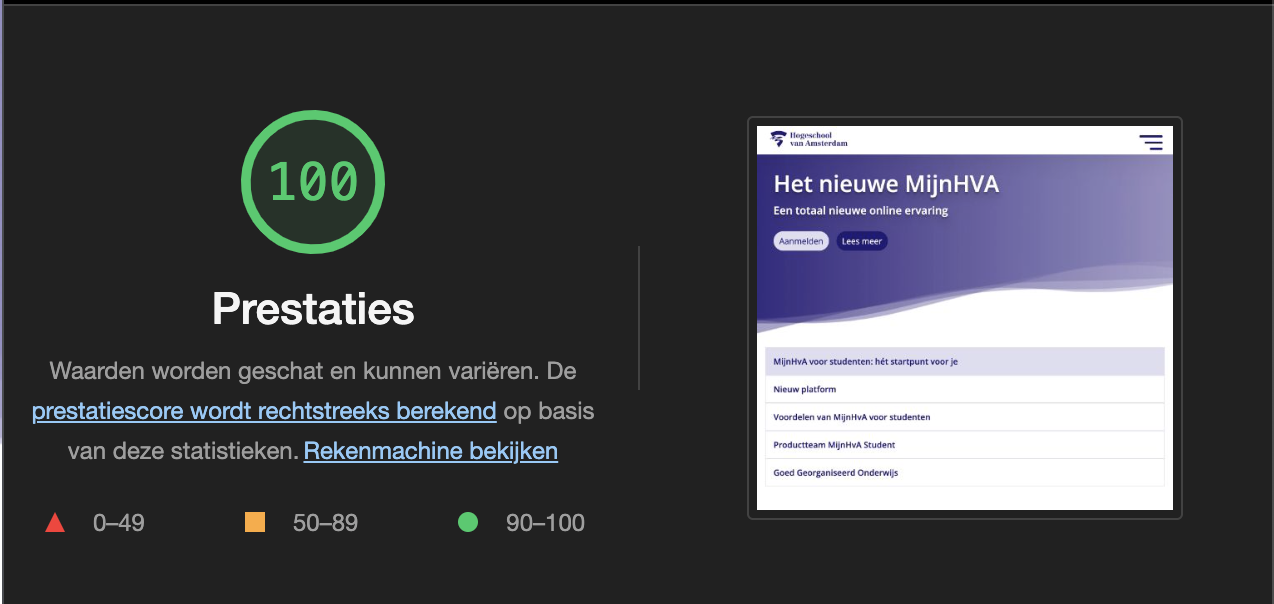 100
Prestaties
Waarden worden geschat en kunnen variëren. De
prestatiescore wordt rechtstreeks berekend op basis
van deze statistieken. Rekenmachine bekijken
0–49
50–89
90–100
Hogeschool
van Amsterdam
Het nieuwe MijnHVA
Een totaal nieuwe online ervaring
Aanmelden
Lees meer
MijnHvA voor studenten: hét startpunt voor je
Nieuw platform
Voordelen van MijnHvA voor studenten
Productteam MijnHvA Student
Goed Georganiseerd Onderwijs